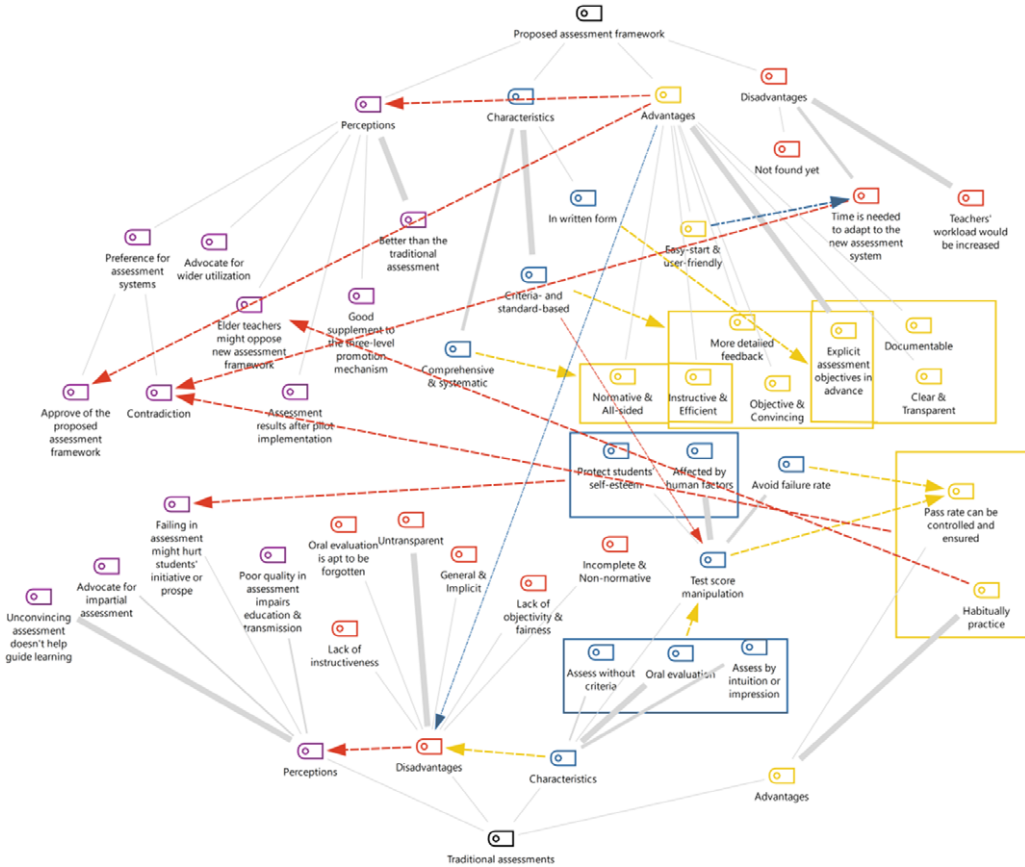 Proposed assessment framework
Disadvantages
Perceptions
Characteristics
Advantages
Not found yet
In written form
Time is needed
to adapt to the
new assessment
system
Teachers'
workload would
be increased
Preference for
assessment
systems
Advocate for
wider utilization
Better than the
traditional
assessment
Easy-start &
user-friendly
Elder teachers
might oppose
new assessment
framework
Good
supplement to
the three-level
promotion
mechanism
Criteria- and
standard-based
Comprehensive
& systematic
More detailed
feedback
Explicit
assessment
objectives in
advance
Documentable
Approve of the
proposed
assessment
framework
Contradiction
Assessment
results after pilot
implementation
Normative &
All-sided
Instructive &
Efficient
Objective &
Convincing
Clear &
Transparent
Protect students'
self-esteem
Affected by
human factors
Avoid failure rate
Pass rate can be
controlled and
ensured
Failing in
assessment
might hurt
students'
initiative or
prospe
Oral evaluation
is apt to be
forgotten
Untransparent
General &
Implicit
Incomplete &
Non-normative
Test score
manipulation
Unconvincing
assessment
doesn't help
guide learning
Advocate for
impartial
assessment
Poor quality in
assessment
impairs
education &
transmission
Lack of
instructiveness
Lack of
objectivity &
fairness
Habitually
practice
Assess without
criteria
Oral evaluation
Assess by
intuition or
impression
Perceptions
Disadvantages
Characteristics
Advantages
Traditional assessments